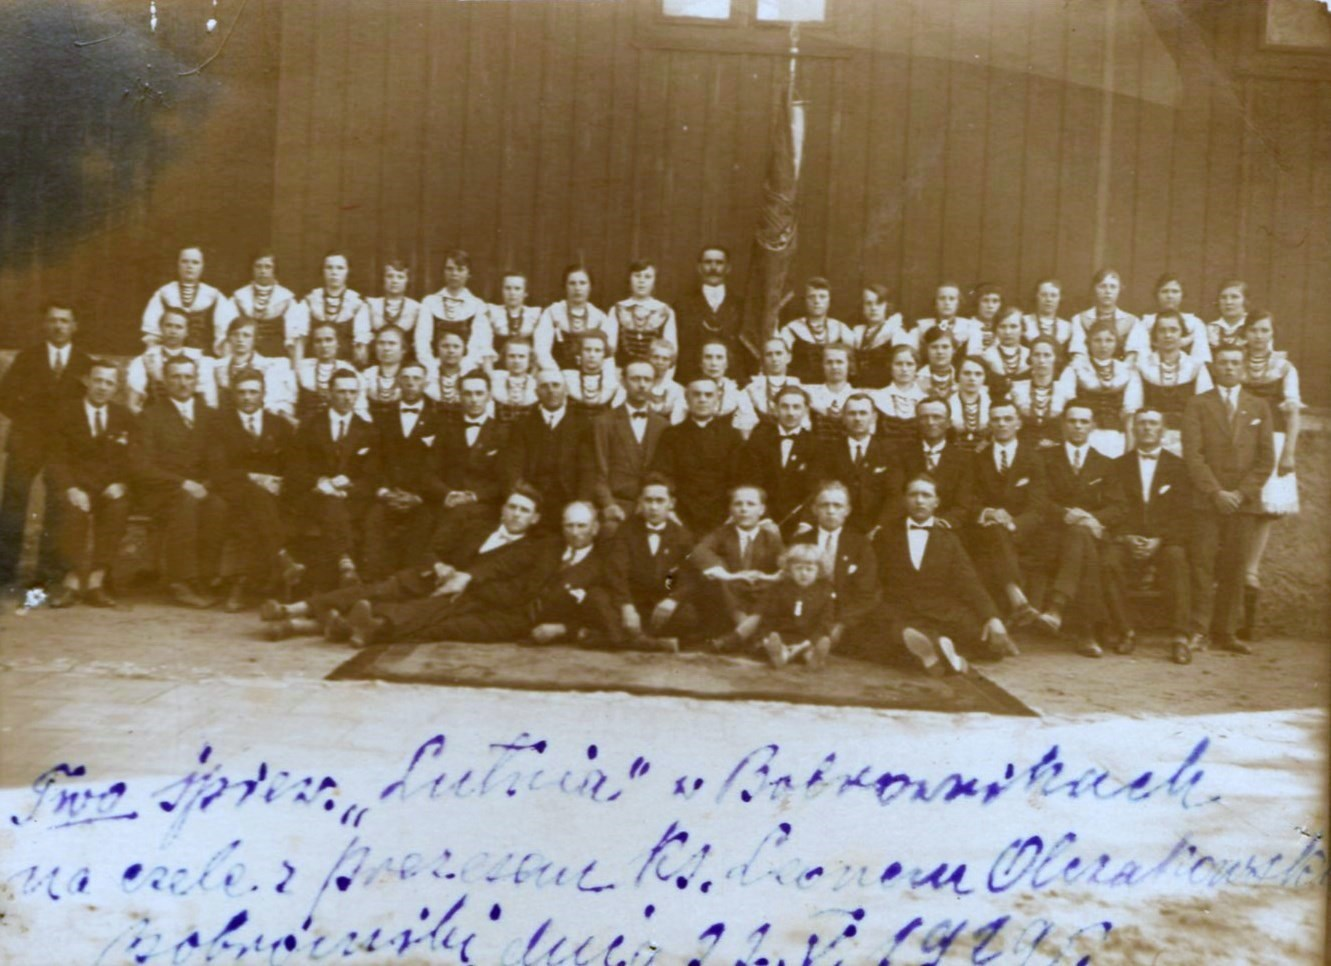 Two śpiew. „Lutnia" w Bobrownikach
na czele z prezesem Ks. Leonem
Bobrowniki, dnia